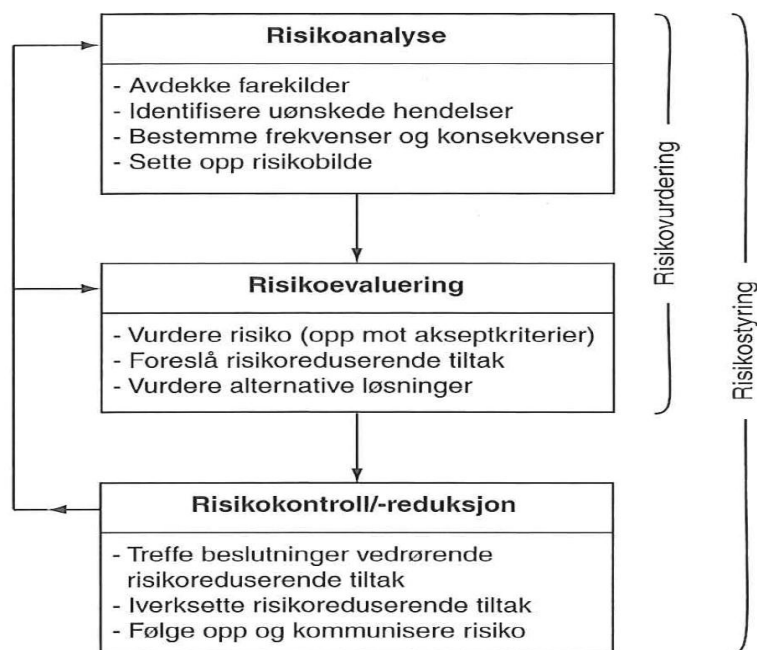 Risikoanalyse
- Avdekke farekilder
- Identifisere uønskede hendelser
- Bestemme frekvenser og konsekvenser
- Sette opp risikobilde
Risikoevaluering
- Vurdere risiko (opp mot akseptkriterier)
- Foreslå risikoreduserende tiltak
- Vurdere alternative løsninger
Risikokontroll/-reduksjon
- Treffe beslutninger vedrørende
risikoreduserende tiltak
- Iverksette risikoreduserende tiltak
- Følge opp og kommunisere risiko
Risikovurdering
Risikostyring